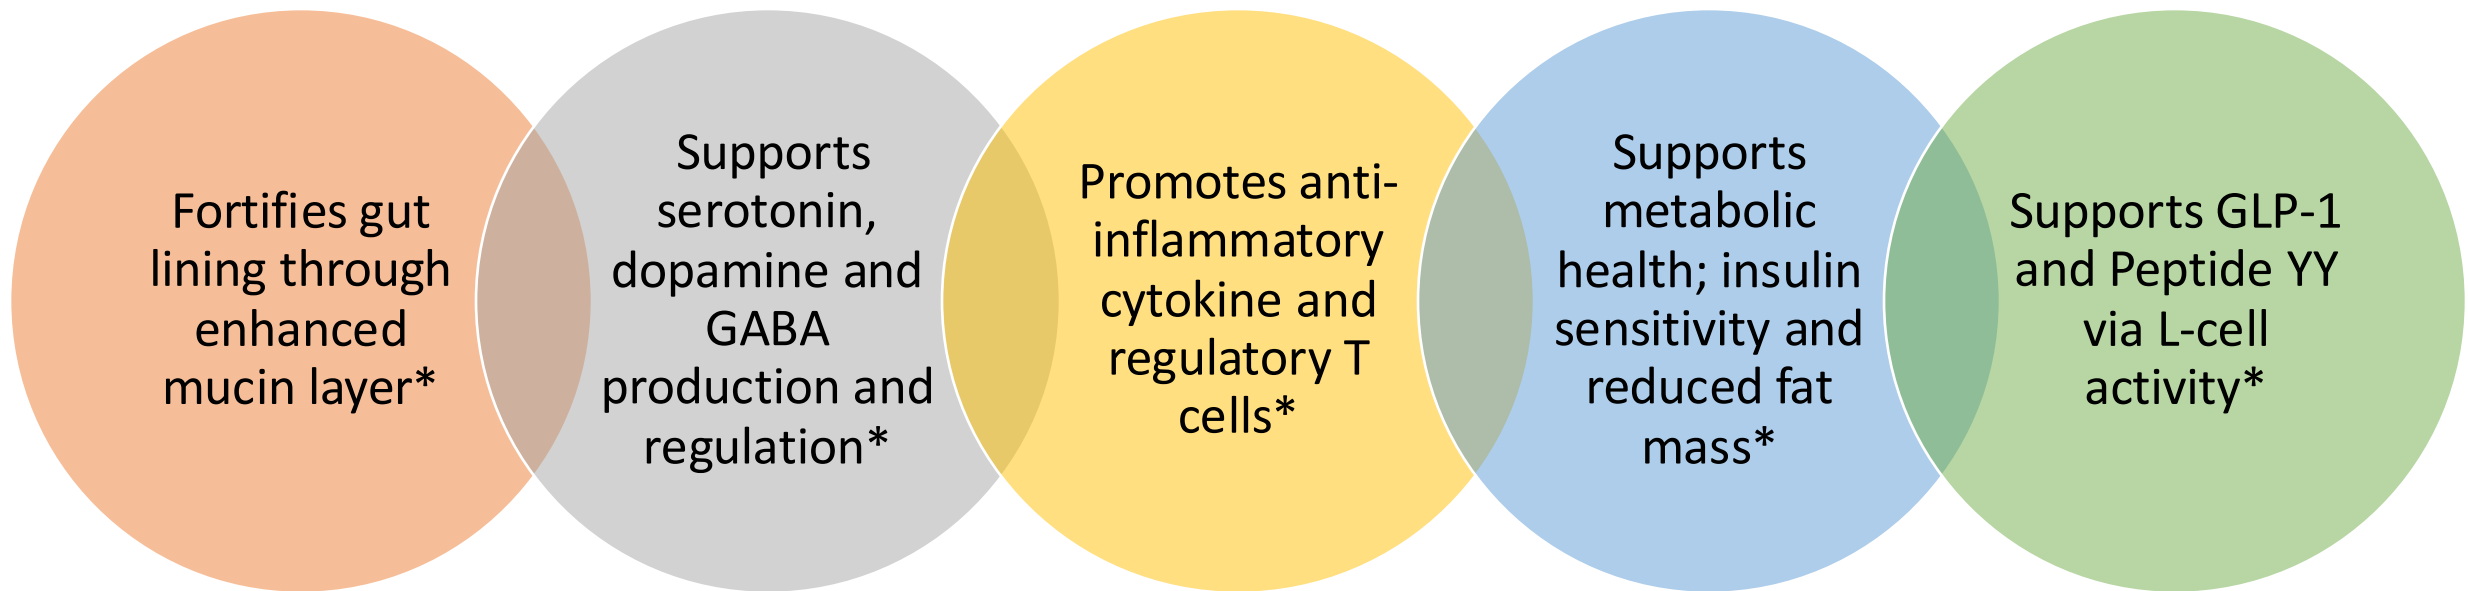 Fortifies gut
lining through
enhanced
mucin layer*
Supports
serotonin,
dopamine and
GABA
production and
regulation*
Promotes anti-
inflammatory
cytokine and
regulatory T
cells*
Supports
metabolic
health; insulin
sensitivity and
reduced fat
mass*
Supports GLP-1
and Peptide YY
via L-cell
activity*